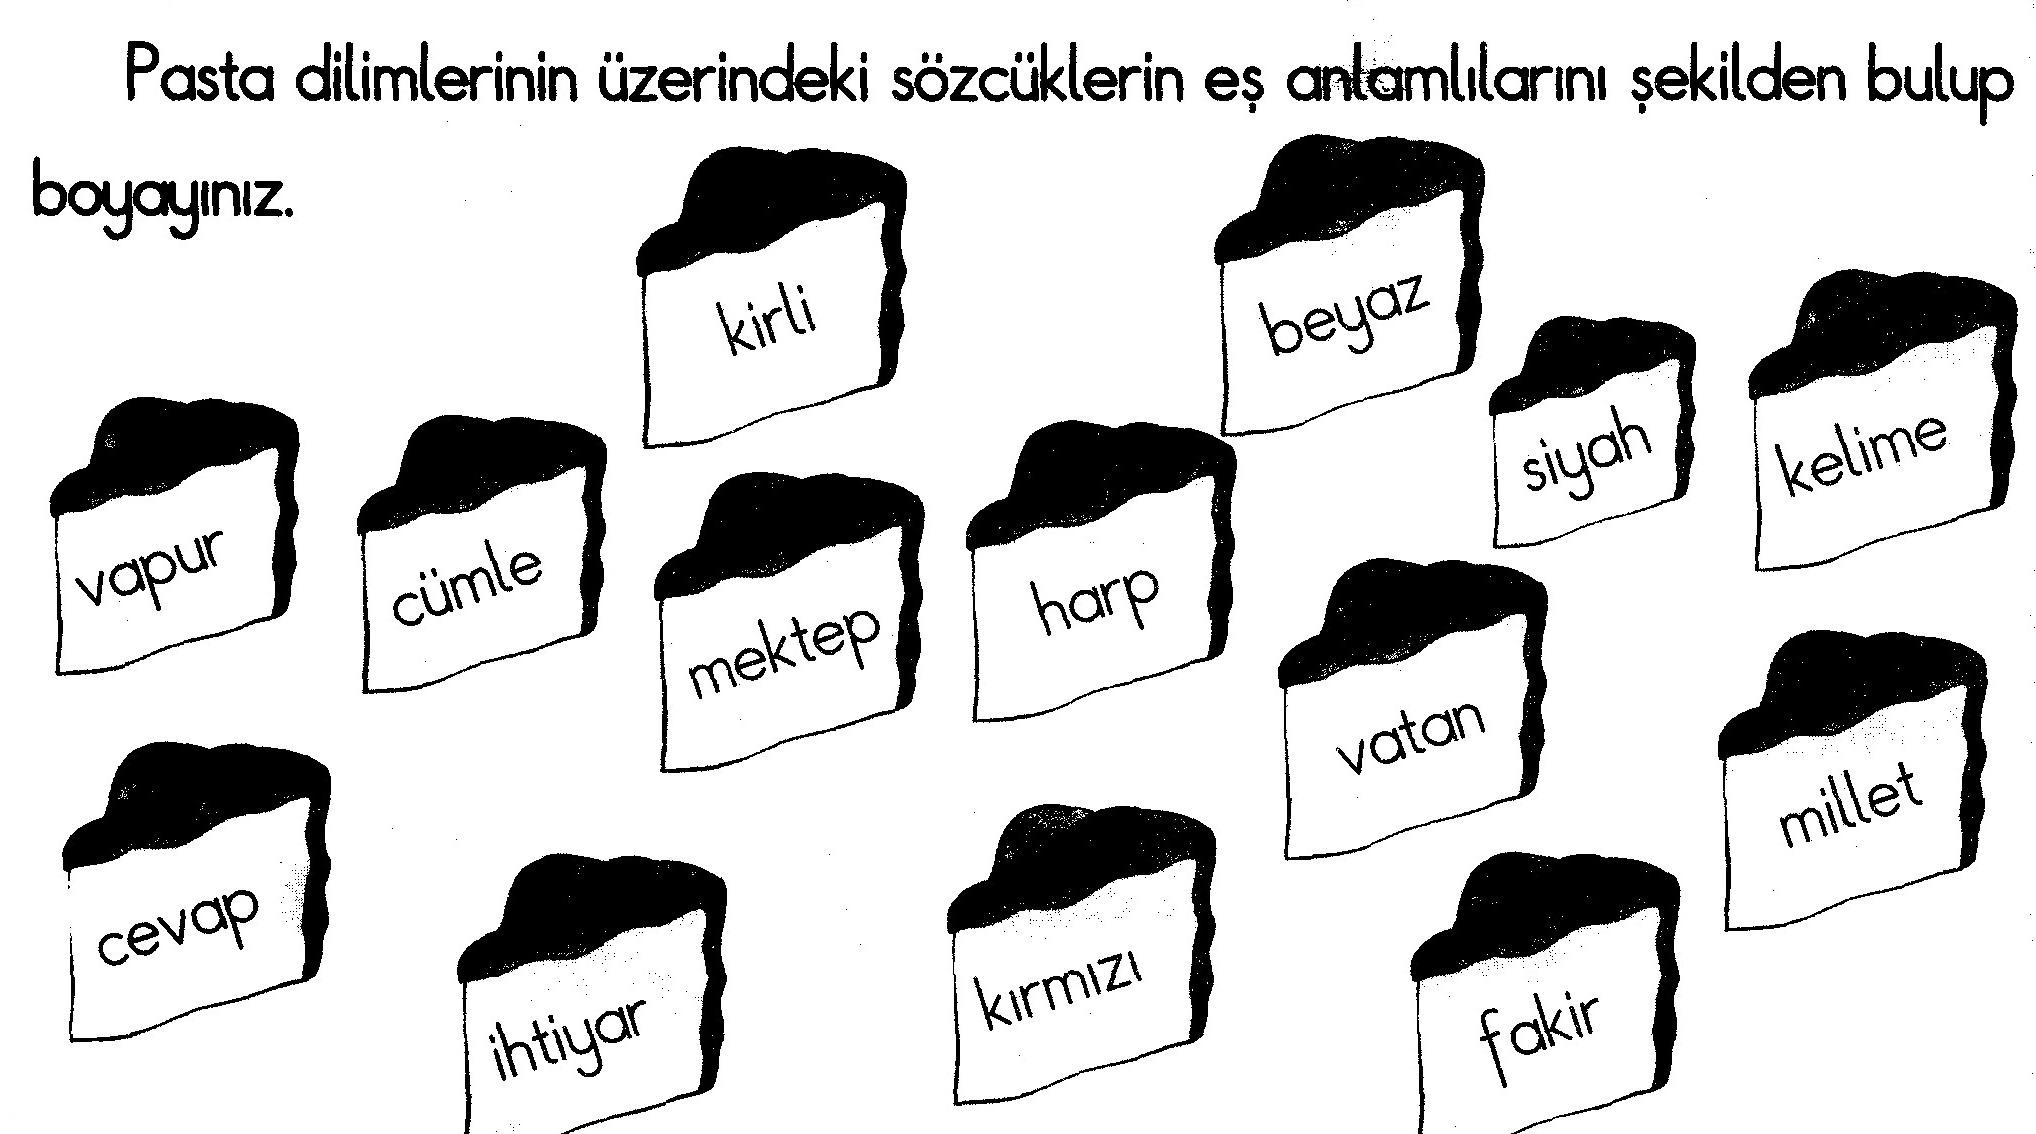 Pasta dilimlerinin üzerindeki sözcüklerin eş anlamlılarını şekilden bulup
boyayınız.
kirli
beyaz
siyah
kelime
vapur
cümle
mektep
harp
vatan
millet
cevap
ihtiyar
kırmızı
fakir